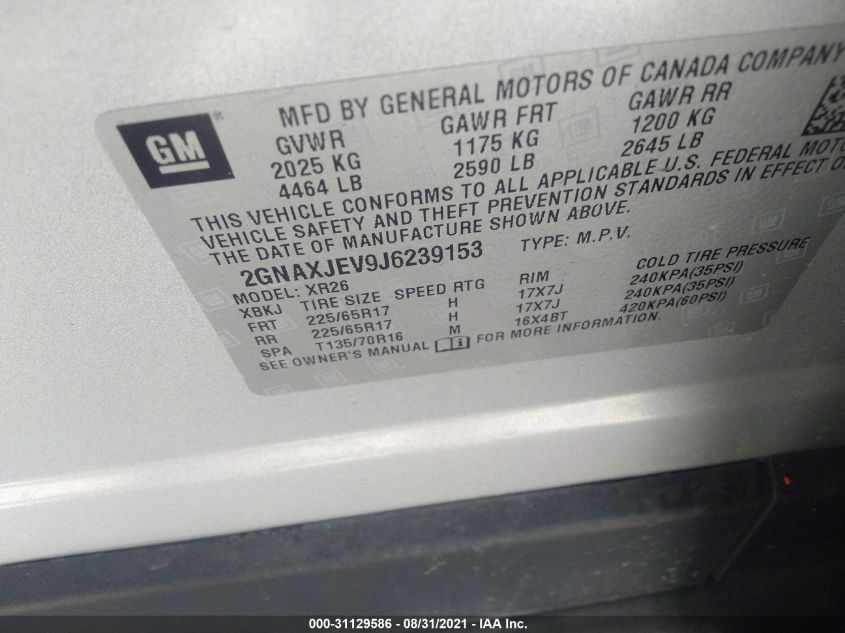 MFD BY GENERAL MOTORS OF CANADA COMPANY
GM
GVWR GAWR FRT GAWR RR
2025 KG 1175 KG 1200 KG
4464 LB 2590 LB 2645 LB
THIS VEHICLE CONFORMS TO ALL APPLICABLE U.S. FEDERAL
VEHICLE SAFETY AND THEFT PREVENTION STANDARDS IN EFFECT
THE DATE OF MANUFACTURE SHOWN ABOVE.
2GNAXJEV9J6239153 TYPE: M.P.V.
MODEL: XR26
XBKJ TIRE SIZE SPEED RTG RIM COLD TIRE PRESSURE
FRT 225/65R17 H 17X7J 240KPA(35PSI)
RR 225/65R17 H 17X7J 240KPA(35PSI)
SPA T135/70R16 M 16X4BT 420KPA(60PSI)
SEE OWNER'S MANUAL FOR MORE INFORMATION.
000-31129586 - 08/31/2021 - IAA Inc.